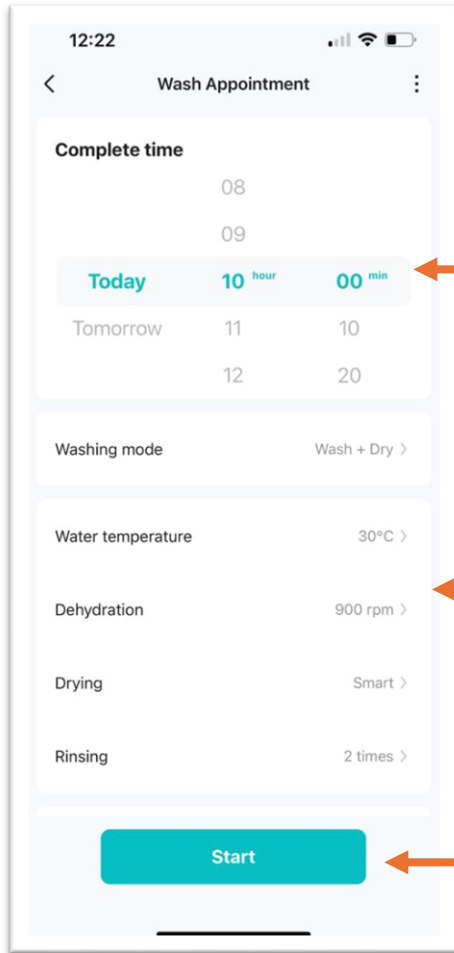 12:22
Wash Appointment
Complete time
08
09
Today 10 hour 00 min
Tomorrow 11 10
12 20
Washing mode Wash + Dry >
Water temperature 30°C >
Dehydration 900 rpm >
Drying Smart >
Rinsing 2 times >
Start